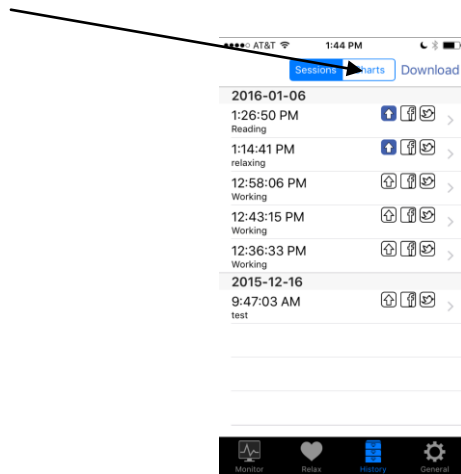 AT&T 1:44 PM
Sessions Charts Download
2016-01-06
1:26:50 PM
Reading
1:14:41 PM
relaxing
12:58:06 PM
Working
12:43:15 PM
Working
12:36:33 PM
Working
2015-12-16
9:47:03 AM
test
Monitor Relax History General